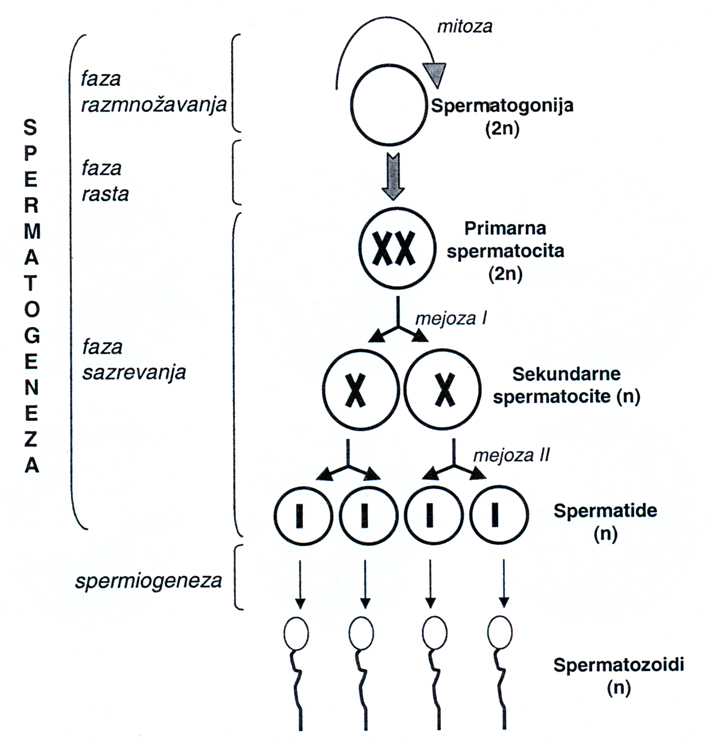 SPERMATOGENEZA
mitoza
faza
razmnožavanja
Spermatogonija
(2n)
faza
rasta
Primarna
spermatocita
(2n)
mejoza I
faza
sazrevanja
Sekundarne
spermatocite (n)
mejoza II
Spermatide
(n)
spermiogeneza
Spermatozoidi
(n)